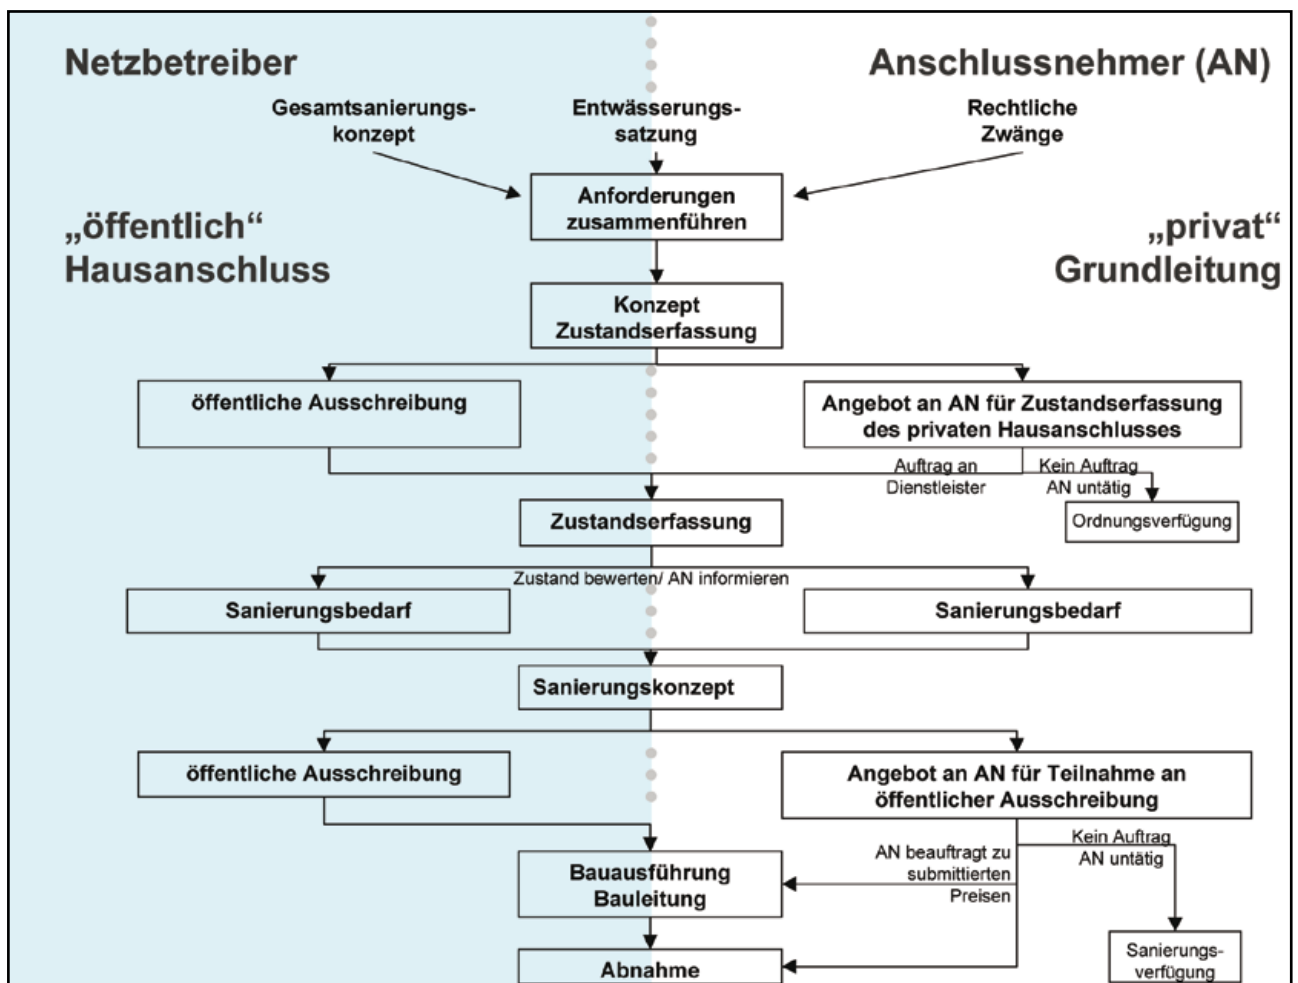 Netzbetreiber
Anschlussnehmer (AN)
Gesamtsanierungs-
konzept
Entwässerungs-
satzung
Rechtliche
Zwänge
Anforderungen
zusammenführen
„öffentlich“
Hausanschluss
„privat“
Grundleitung
Konzept
Zustandserfassung
öffentliche Ausschreibung
Angebot an AN für Zustandserfassung
des privaten Hausanschlusses
Auftrag an
Dienstleister
Kein Auftrag
AN untätig
Zustandserfassung
Ordnungsverfügung
Zustand bewerten/ AN informieren
Sanierungsbedarf
Sanierungsbedarf
Sanierungskonzept
öffentliche Ausschreibung
Angebot an AN für Teilnahme an
öffentlicher Ausschreibung
Kein Auftrag
AN untätig
AN beauftragt zu
submittierten
Preisen
Bauausführung
Bauleitung
Sanierungs-
verfügung
Abnahme